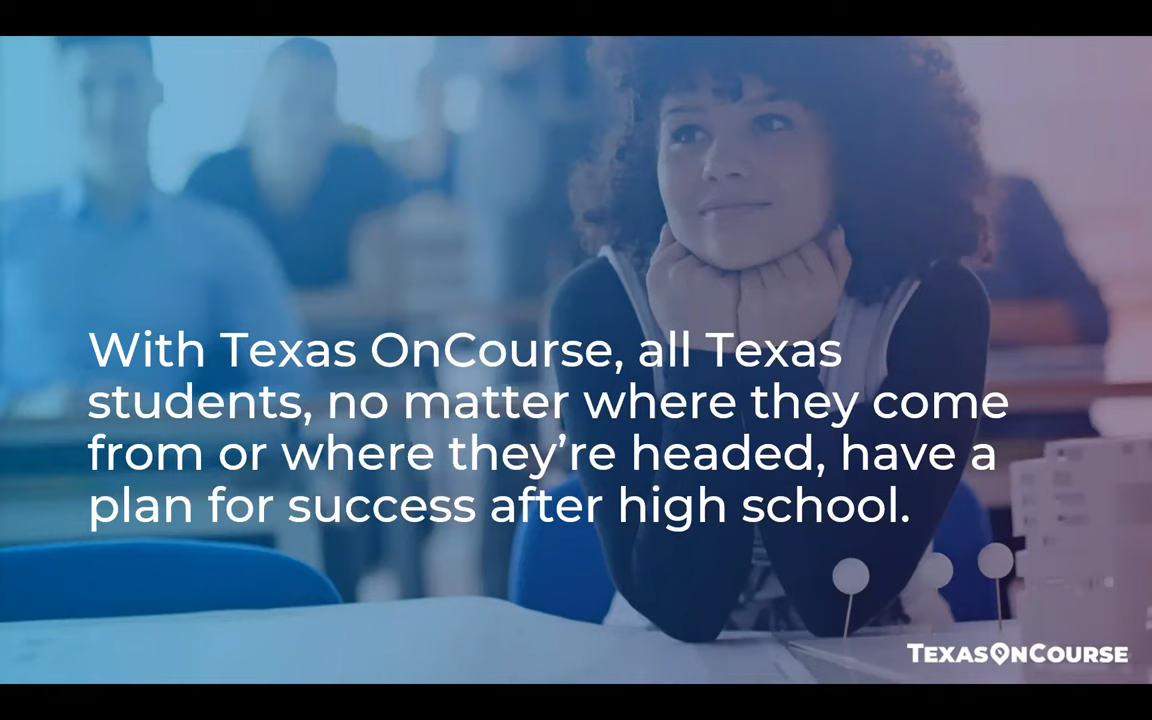 With Texas OnCourse, all Texas
students, no matter where they come
from or where they’re headed, have a
plan for success after high school.
TEXASONCOURSE